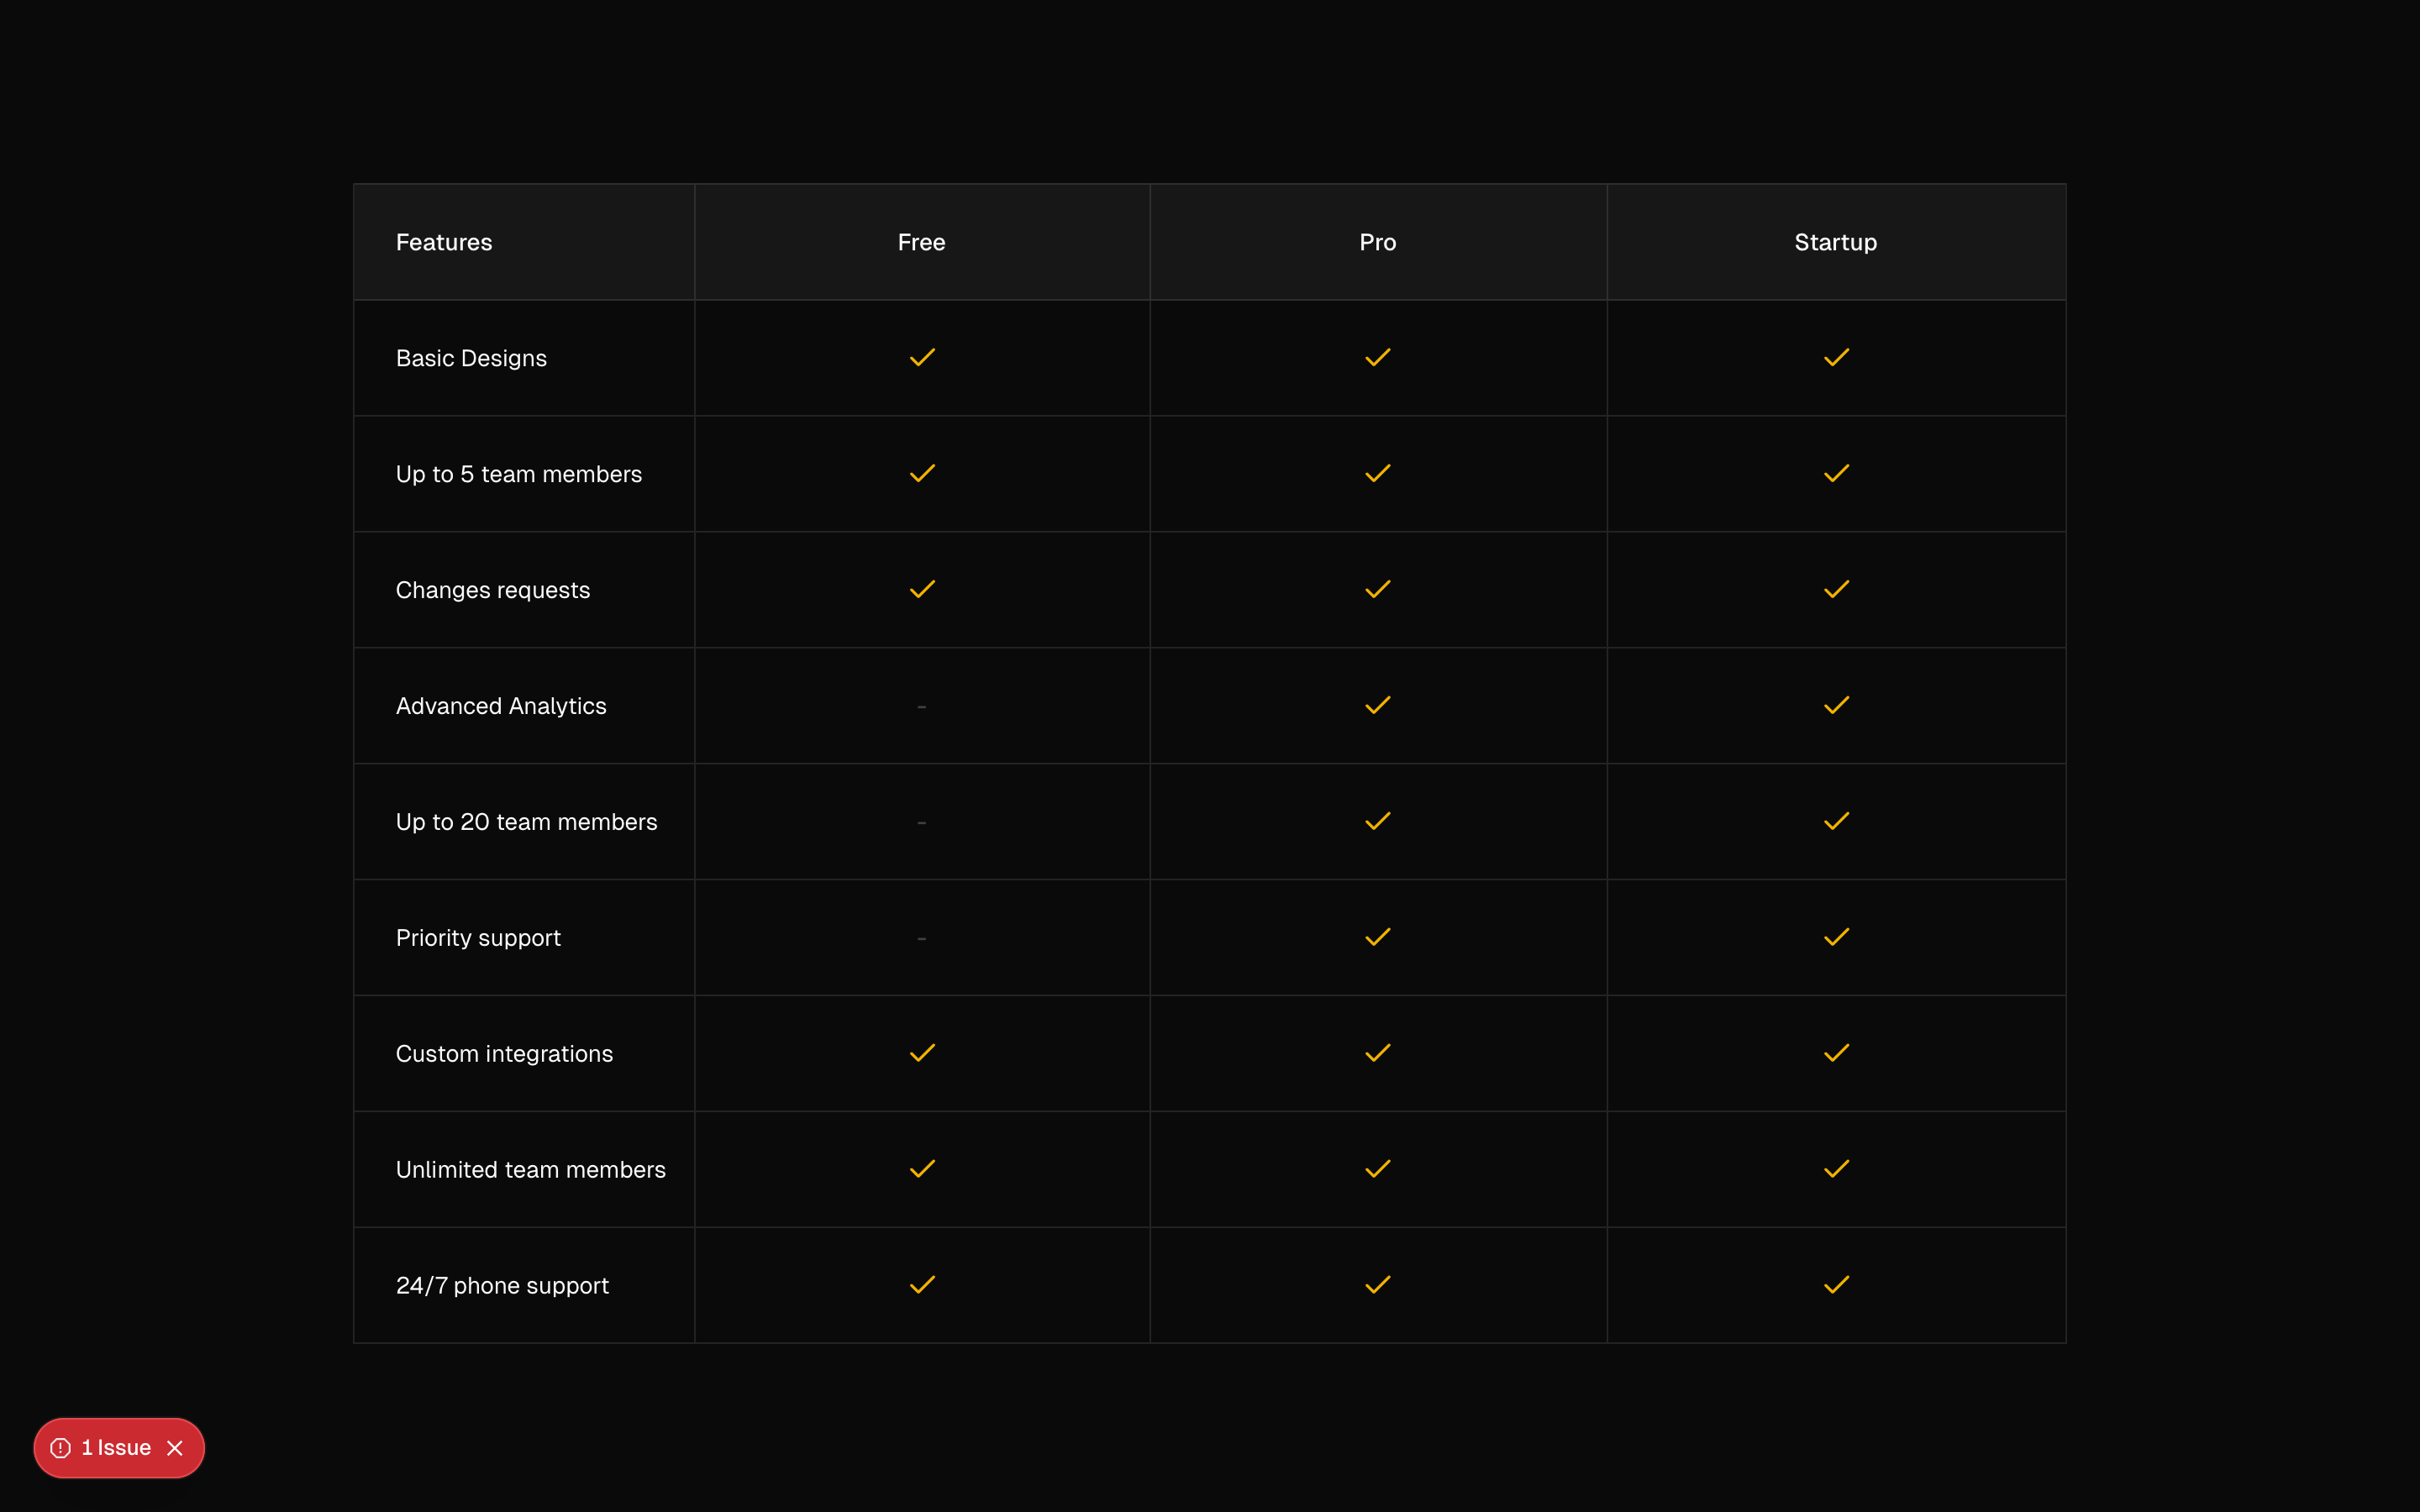 Features Free Pro Startup
Basic Designs
Up to 5 team members
Changes requests
Advanced Analytics -
Up to 20 team members -
Priority support -
Custom integrations
Unlimited team members
24/7 phone support
1 Issue